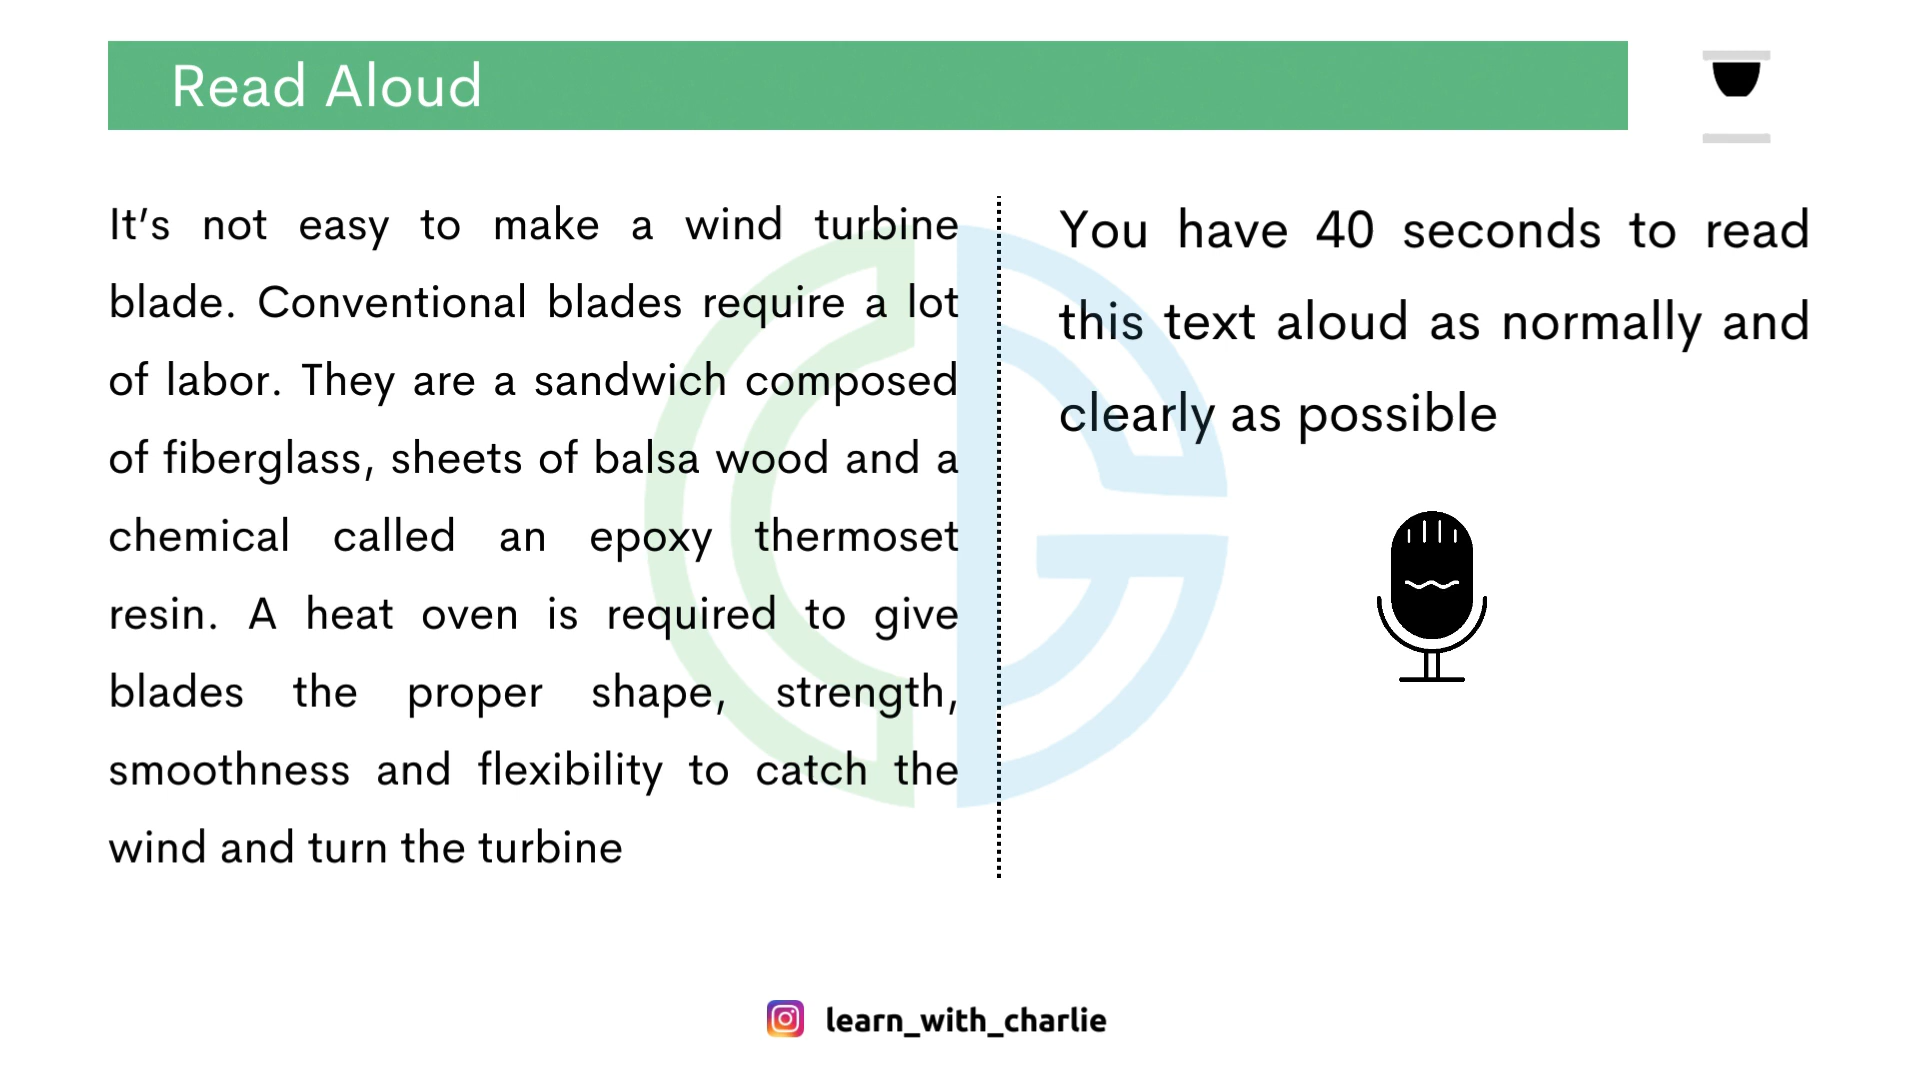 Read Aloud
It’s not easy to make a wind turbine
blade. Conventional blades require a lot
of labor. They are a sandwich composed
of fiberglass, sheets of balsa wood and a
chemical called an epoxy thermoset
resin. A heat oven is required to give
blades the proper shape, strength,
smoothness and flexibility to catch the
wind and turn the turbine
You have 40 seconds to read
this text aloud as normally and
clearly as possible
learn_with_charlie